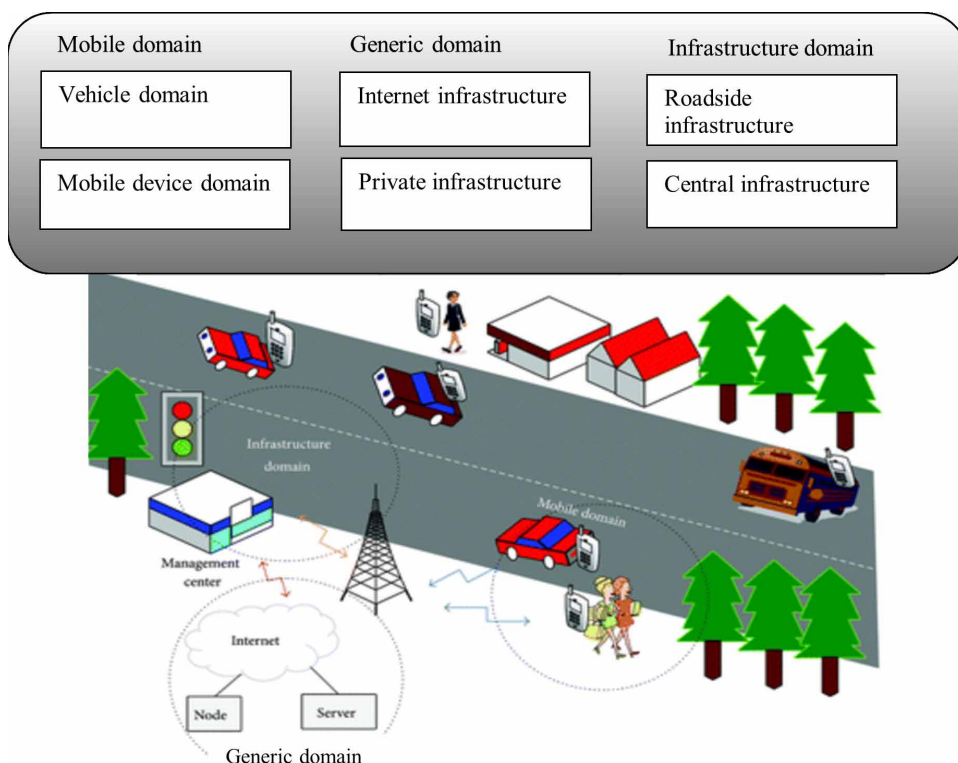 Mobile domain
Generic domain
Infrastructure domain
Vehicle domain
Internet infrastructure
Roadside
infrastructure
Mobile device domain
Private infrastructure
Central infrastructure
Infrastructure
domain
Mobile domain
Management
center
Internet
Node
Server
Generic domain